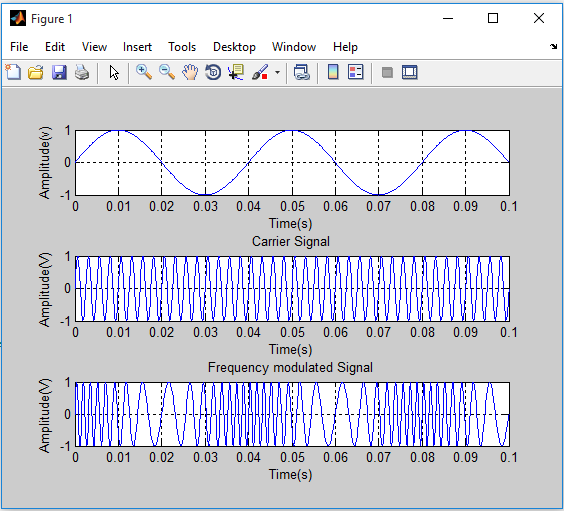 Figure 1
File Edit View Insert Tools Desktop Window Help
Amplitude(v)
1
0
-1
0 0.01 0.02 0.03 0.04 0.05 0.06 0.07 0.08 0.09 0.1
Time(s)
Carrier Signal
Amplitude(V)
1
0
-1
0 0.01 0.02 0.03 0.04 0.05 0.06 0.07 0.08 0.09 0.1
Time(s)
Frequency modulated Signal
Amplitude(V)
1
0
-1
0 0.01 0.02 0.03 0.04 0.05 0.06 0.07 0.08 0.09 0.1
Time(s)